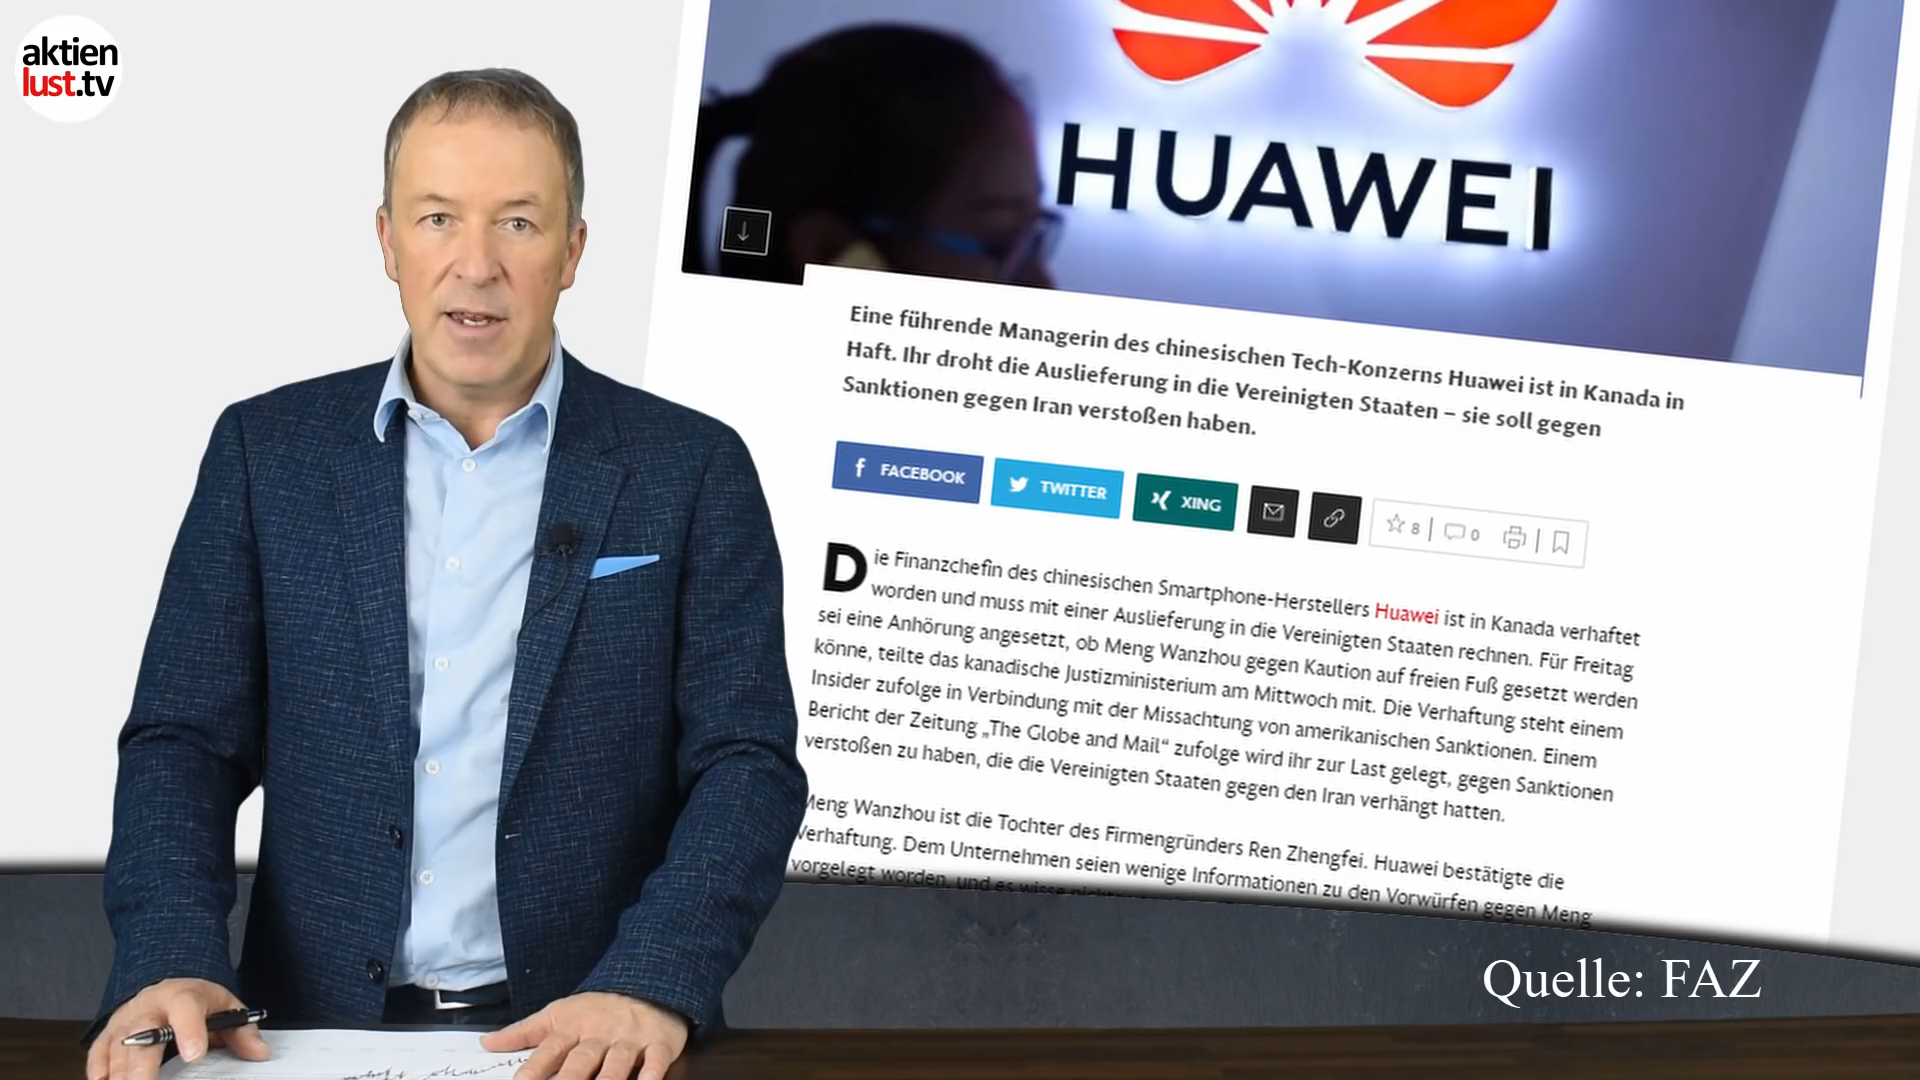 aktien
lust.tv
HUAWEI
Eine führende Managerin des chinesischen Tech-Konzerns Huawei ist in Kanada in
Haft. Ihr droht die Auslieferung in die Vereinigten Staaten – sie soll gegen
Sanktionen gegen Iran verstoßen haben.
FACEBOOK
TWITTER
XING
8
0
Die Finanzchefin des chinesischen Smartphone-Herstellers Huawei ist in Kanada verhaftet
worden und muss mit einer Auslieferung in die Vereinigten Staaten rechnen. Für Freitag
sei eine Anhörung angesetzt, ob Meng Wanzhou gegen Kaution auf freien Fuß gesetzt werden
könne, teilte das kanadische Justizministerium am Mittwoch mit. Die Verhaftung steht einem
Insider zufolge in Verbindung mit der Missachtung von amerikanischen Sanktionen. Einem
Bericht der Zeitung „The Globe and Mail“ zufolge wird ihr zur Last gelegt, gegen Sanktionen
verstoßen zu haben, die die Vereinigten Staaten gegen den Iran verhängt hatten.
Meng Wanzhou ist die Tochter des Firmengründers Ren Zhengfei. Huawei bestätigte die
Verhaftung. Dem Unternehmen seien wenige Informationen zu den Vorwürfen gegen Meng
vorgelegt worden, und es wisse
Quelle: FAZ